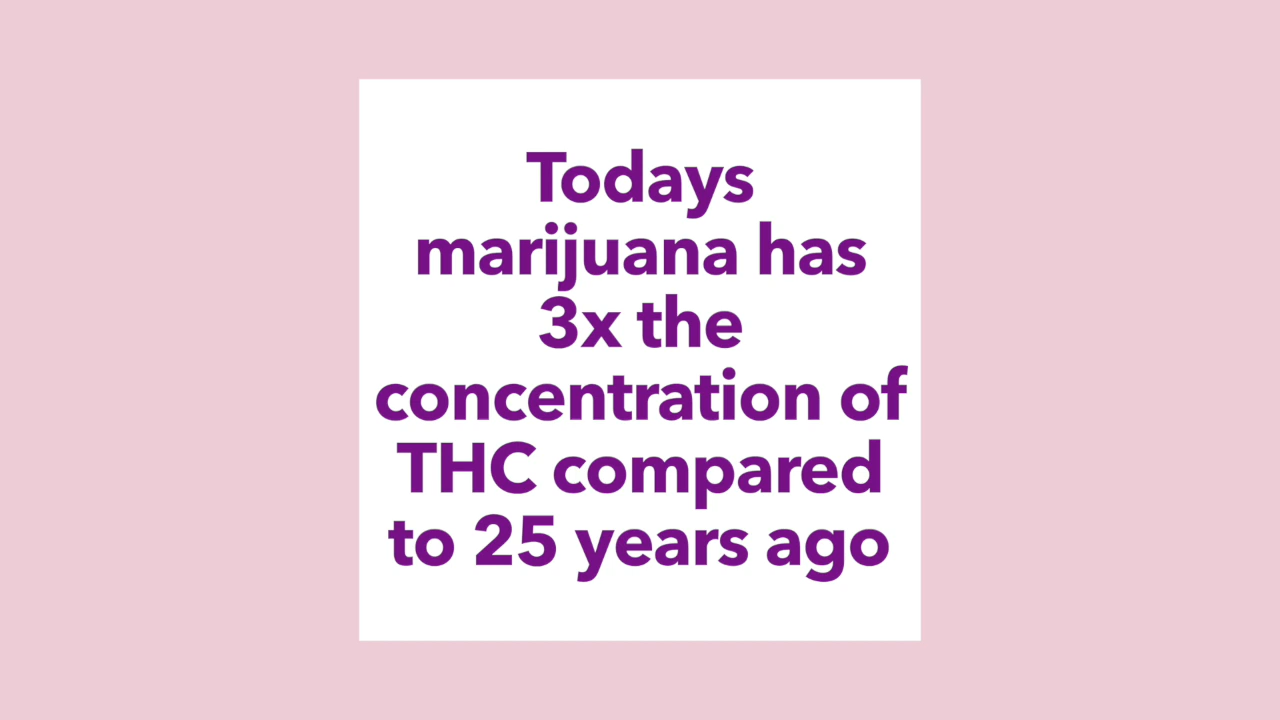 Todays
marijuana has
3x the
concentration of
THC compared
to 25 years ago